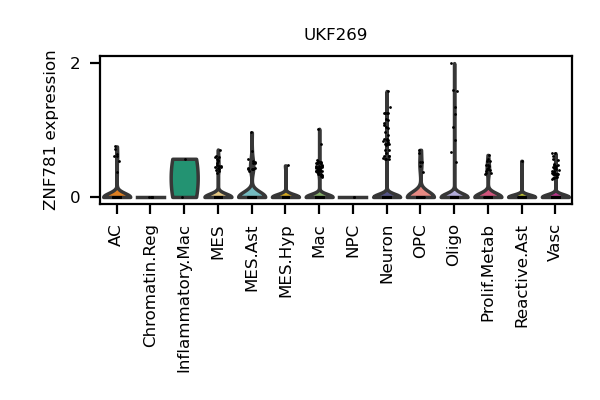 UKF269
ZNF781 expression
2
0
AC
Chromatin.Reg
Inflammatory.Mac
MES
MES.Ast
MES.Hyp
Mac
NPC
Neuron
OPC
Oligo
Prolif.Metab
Reactive.Ast
Vasc